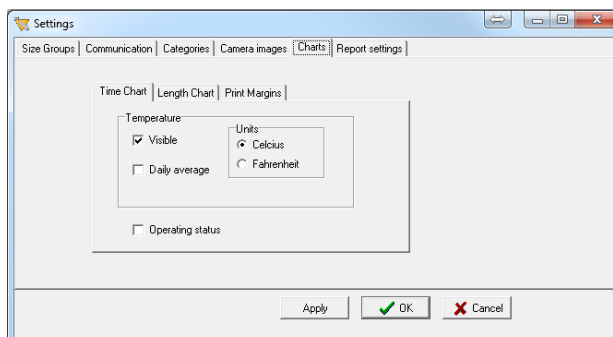 Settings
Size Groups Communication Categories Camera images Charts Report settings
Time Chart Length Chart Print Margins
Temperature
Visible
Daily average
Units
Celcius
Fahrenheit
Operating status
Apply OK Cancel